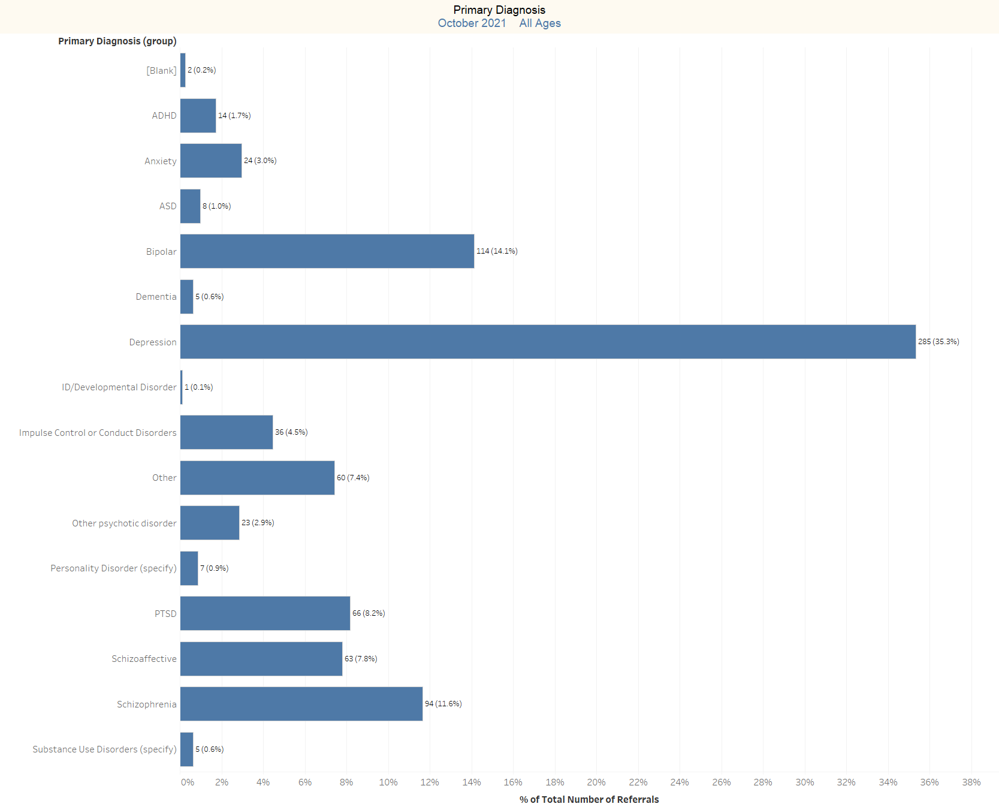 Primary Diagnosis
October 2021 All Ages
Primary Diagnosis (group)
[Blank] 2 (0.2%)
ADHD 14 (1.7%)
Anxiety 24 (3.0%)
ASD 8 (1.0%)
Bipolar 114 (14.1%)
Dementia 5 (0.6%)
Depression 285 (35.3%)
ID/Developmental Disorder 1 (0.1%)
Impulse Control or Conduct Disorders 36 (4.5%)
Other 60 (7.4%)
Other psychotic disorder 23 (2.9%)
Personality Disorder (specify) 7 (0.9%)
PTSD 66 (8.2%)
Schizoaffective 63 (7.8%)
Schizophrenia 94 (11.6%)
Substance Use Disorders (specify) 5 (0.6%)
0% 2% 4% 6% 8% 10% 12% 14% 16% 18% 20% 22% 24% 26% 28% 30% 32% 34% 36% 38%
% of Total Number of Referrals